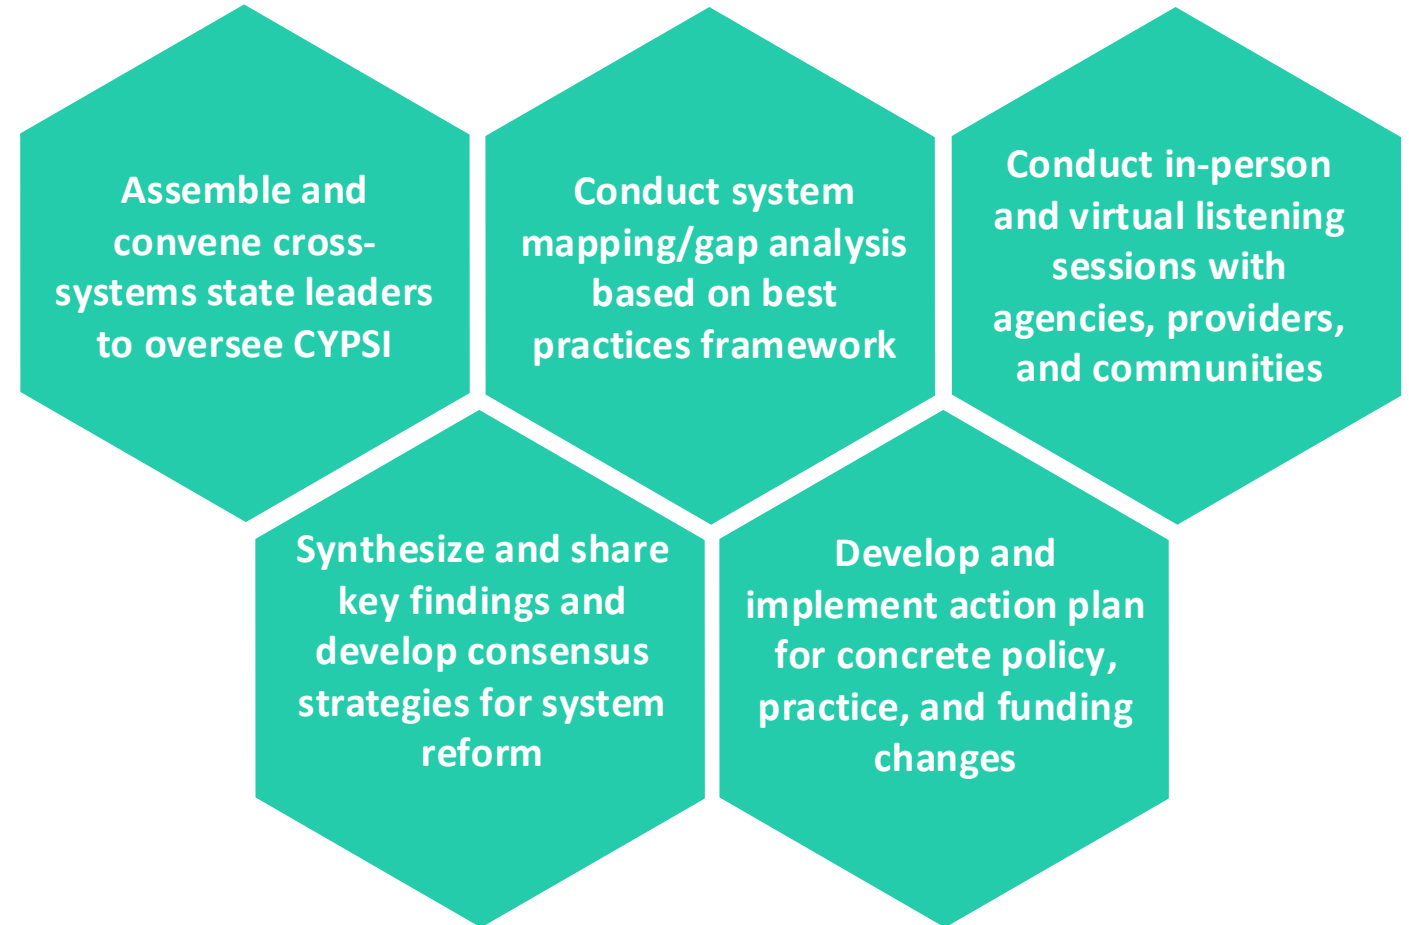 Assemble and
convene cross-
systems state leaders
to oversee CYPSI
Conduct system
mapping/gap analysis
based on best
practices framework
Conduct in-person
and virtual listening
sessions with
agencies, providers,
and communities
Synthesize and share
key findings and
develop consensus
strategies for system
reform
Develop and
implement action plan
for concrete policy,
practice, and funding
changes